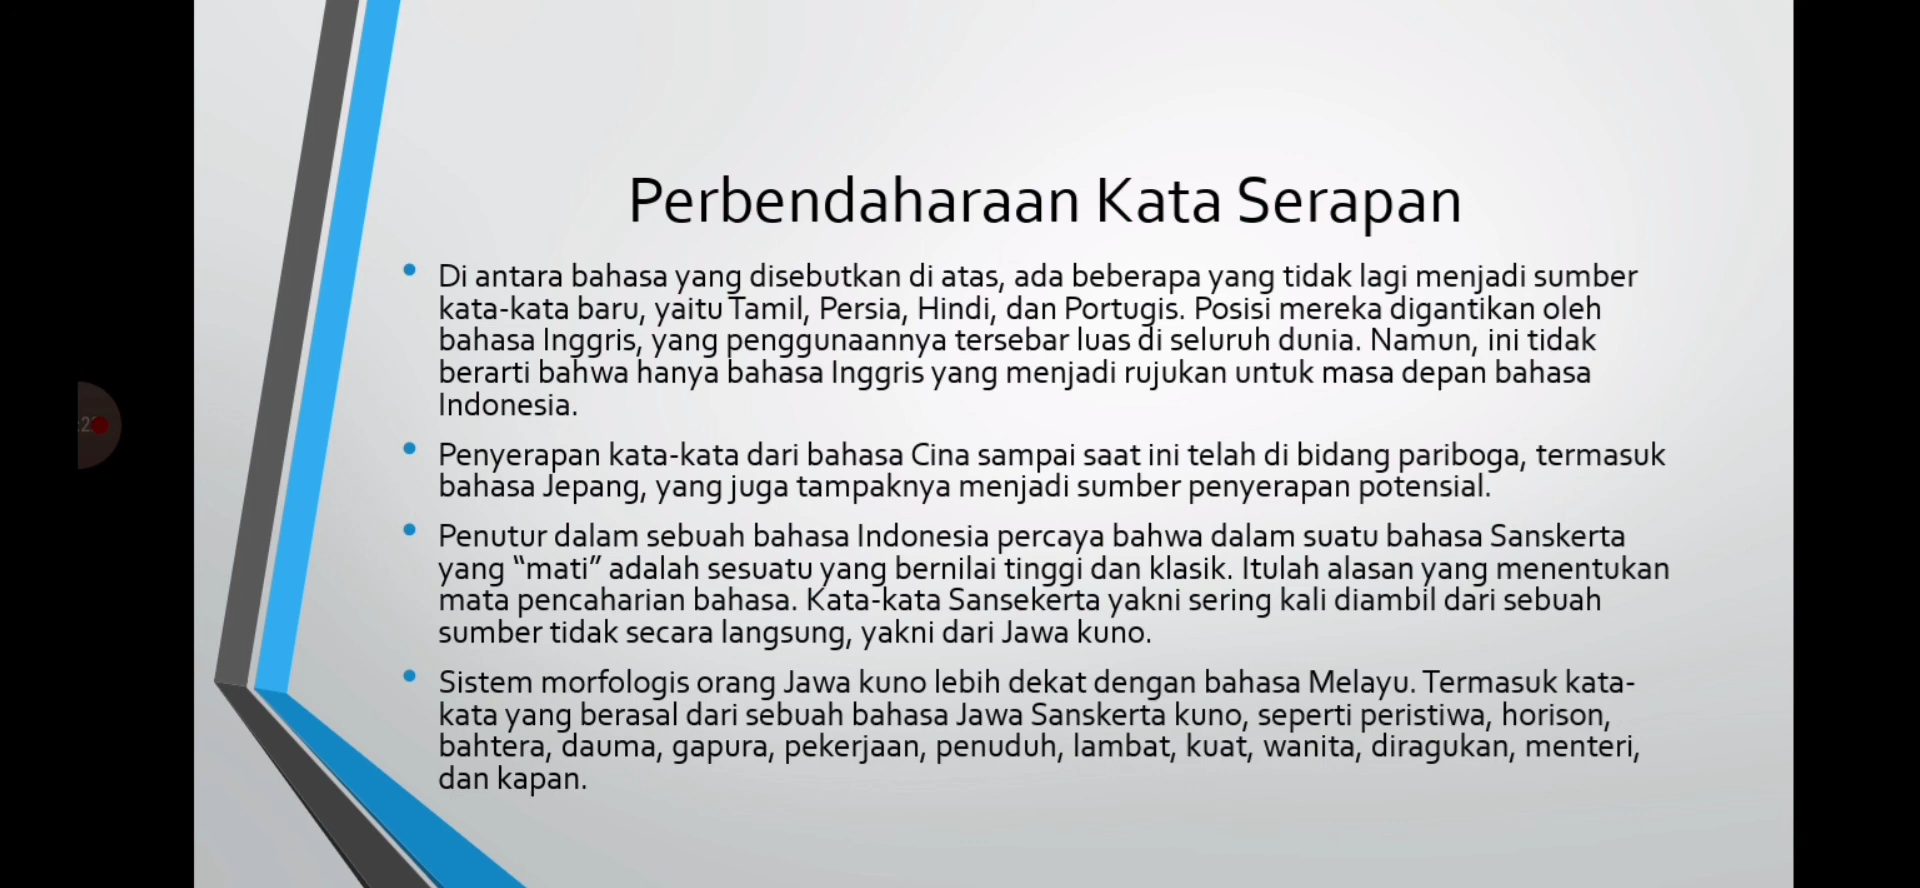 Perbendaharaan Kata Serapan
Di antara bahasa yang disebutkan di atas, ada beberapa yang tidak lagi menjadi sumber
kata-kata baru, yaitu Tamil, Persia, Hindi, dan Portugis. Posisi mereka digantikan oleh
bahasa Inggris, yang penggunaannya tersebar luas di seluruh dunia. Namun, ini tidak
berarti bahwa hanya bahasa Inggris yang menjadi rujukan untuk masa depan bahasa
Indonesia.
Penyerapan kata-kata dari bahasa Cina sampai saat ini telah di bidang pariboga, termasuk
bahasa Jepang, yang juga tampaknya menjadi sumber penyerapan potensial.
Penutur dalam sebuah bahasa Indonesia percaya bahwa dalam suatu bahasa Sanskerta
yang “mati” adalah sesuatu yang bernilai tinggi dan klasik. Itulah alasan yang menentukan
mata pencaharian bahasa. Kata-kata Sansekerta yakni sering kali diambil dari sebuah
sumber tidak secara langsung, yakni dari Jawa kuno.
Sistem morfologis orang Jawa kuno lebih dekat dengan bahasa Melayu. Termasuk kata-
kata yang berasal dari sebuah bahasa Jawa Sanskerta kuno, seperti peristiwa, horison,
bahtera, dauma, gapura, pekerjaan, penuduh, lambat, kuat, wanita, diragukan, menteri,
dan kapan.